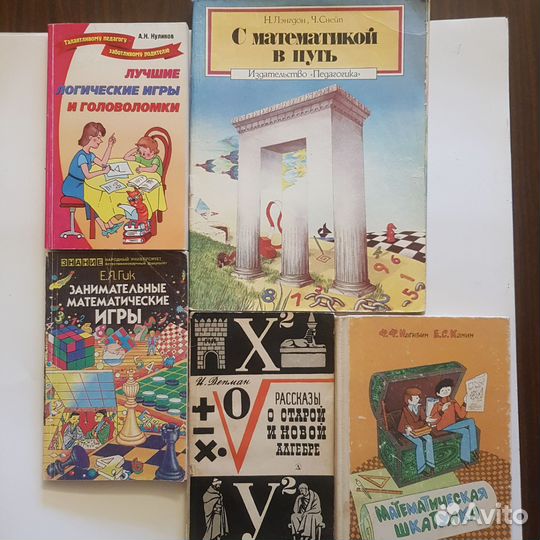 Талантливому педагогу
заботливому родителю
А.Н. Куликов
ЛУЧШИЕ
ЛОГИЧЕСКИЕ ИГРЫ
И ГОЛОВОЛОМКИ
Н. Лэнгдон, Ч. Снейп
С математикой
в путь
Издательство «Педагогика»
ЗНАНИЕ
НАРОДНЫЙ УНИВЕРСИТЕТ
Е.Я. Гик
ЗАНИМАТЕЛЬНЫЕ
МАТЕМАТИЧЕСКИЕ
ИГРЫ
X²
И. Депман
РАССКАЗЫ
О СТАРОЙ
И НОВОЙ
АЛГЕБРЕ
У²
Ф.Ф. Нагибин Е.С. Канин
МАТЕМАТИЧЕСКАЯ
ШКАТУЛКА
Avito